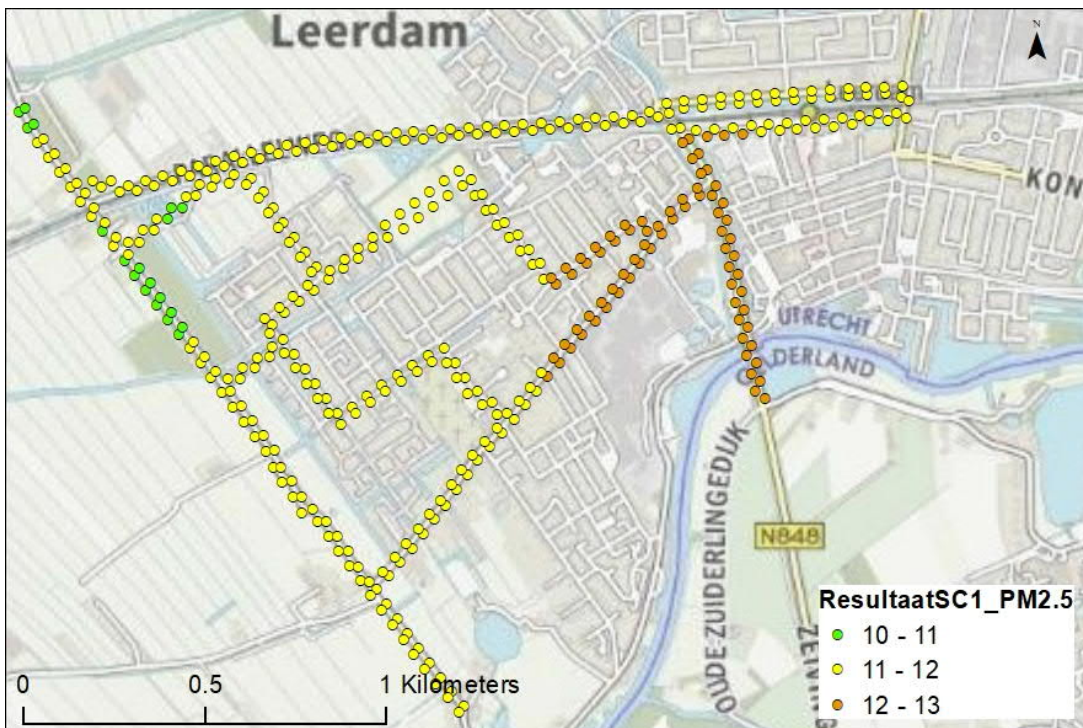 Leerdam
N
KON
UTRECHT
GELDERLAND
OUDE-ZUIDERLINGEDIJK
N848
ResultaatSC1_PM2.5
10 - 11
11 - 12
12 - 13
0 0.5 1 Kilometers